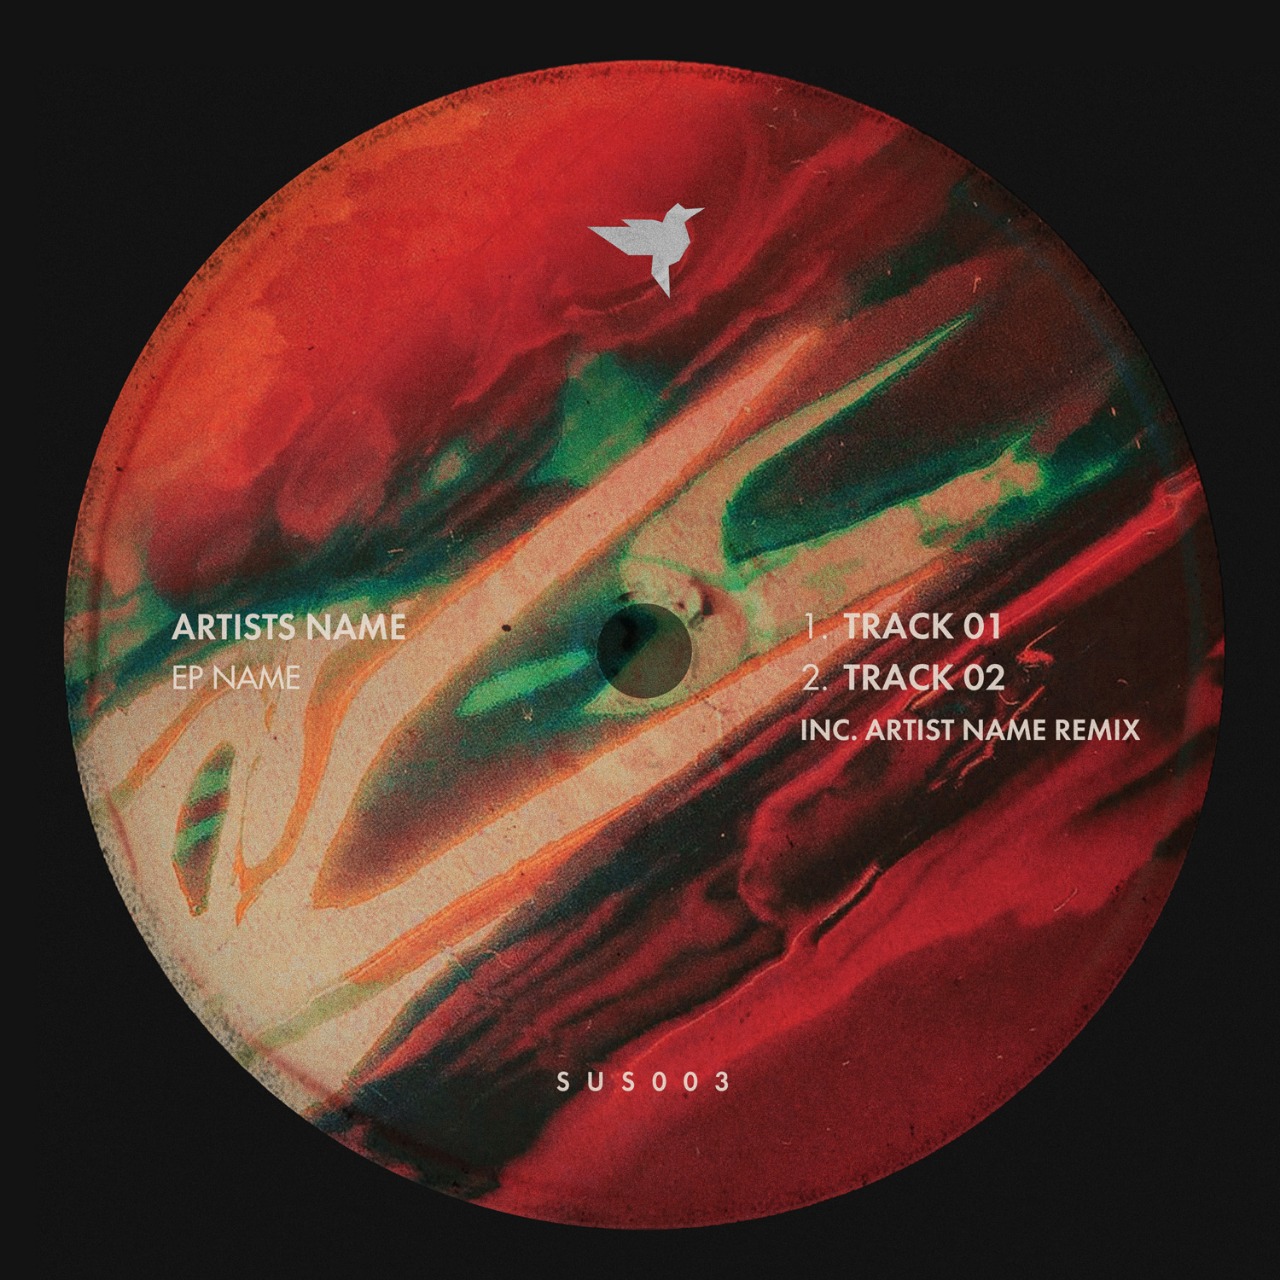 ARTISTS NAME
EP NAME
1. TRACK 01
2. TRACK 02
INC. ARTIST NAME REMIX
SUS003